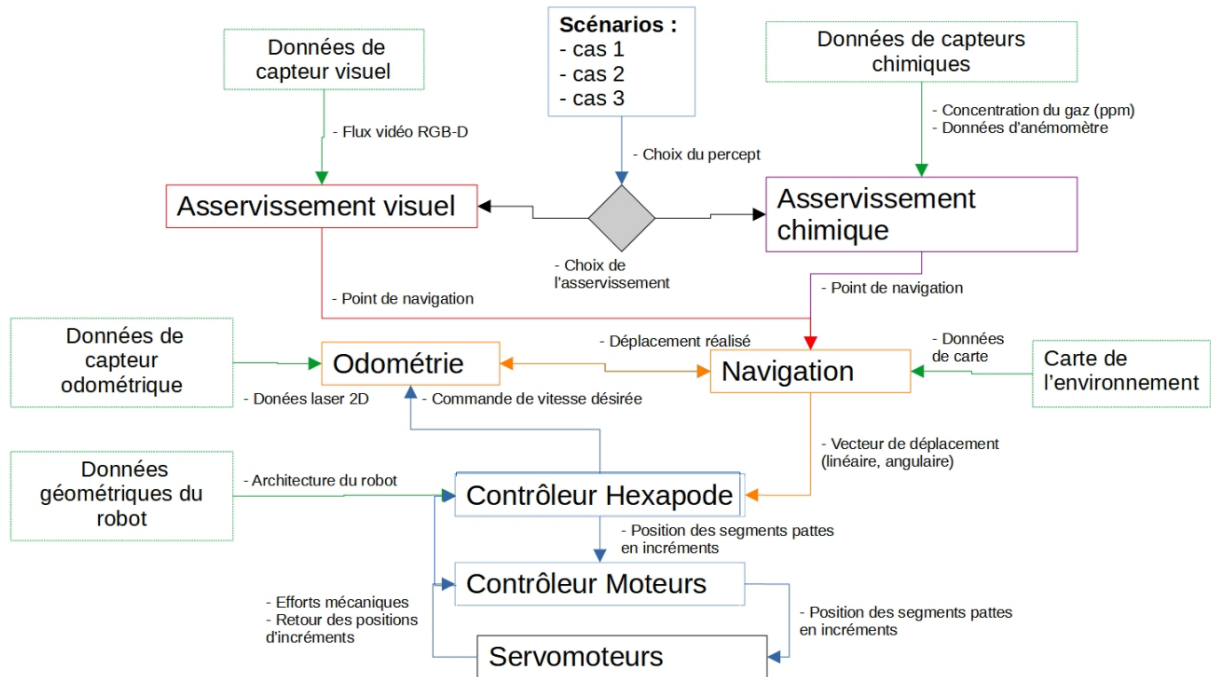 Données de
capteur visuel
Scénarios :
- cas 1
- cas 2
- cas 3
Données de capteurs
chimiques
- Flux vidéo RGB-D
- Choix du percept
- Concentration du gaz (ppm)
- Données d'anémomètre
Asservissement visuel
Asservissement
chimique
- Choix de
l'asservissement
- Point de navigation
- Point de navigation
Données de
capteur
odométrique
Odométrie
- Déplacement réalisé
Navigation
- Données
de carte
Carte de
l'environnement
- Donées laser 2D
- Commande de vitesse désirée
- Vecteur de déplacement
(linéaire, angulaire)
Données
géométriques du
robot
- Architecture du robot
Contrôleur Hexapode
- Position des segments pattes
en incréments
Contrôleur Moteurs
- Efforts mécaniques
- Retour des positions
d'incréments
- Position des segments pattes
en incréments
Servomoteurs